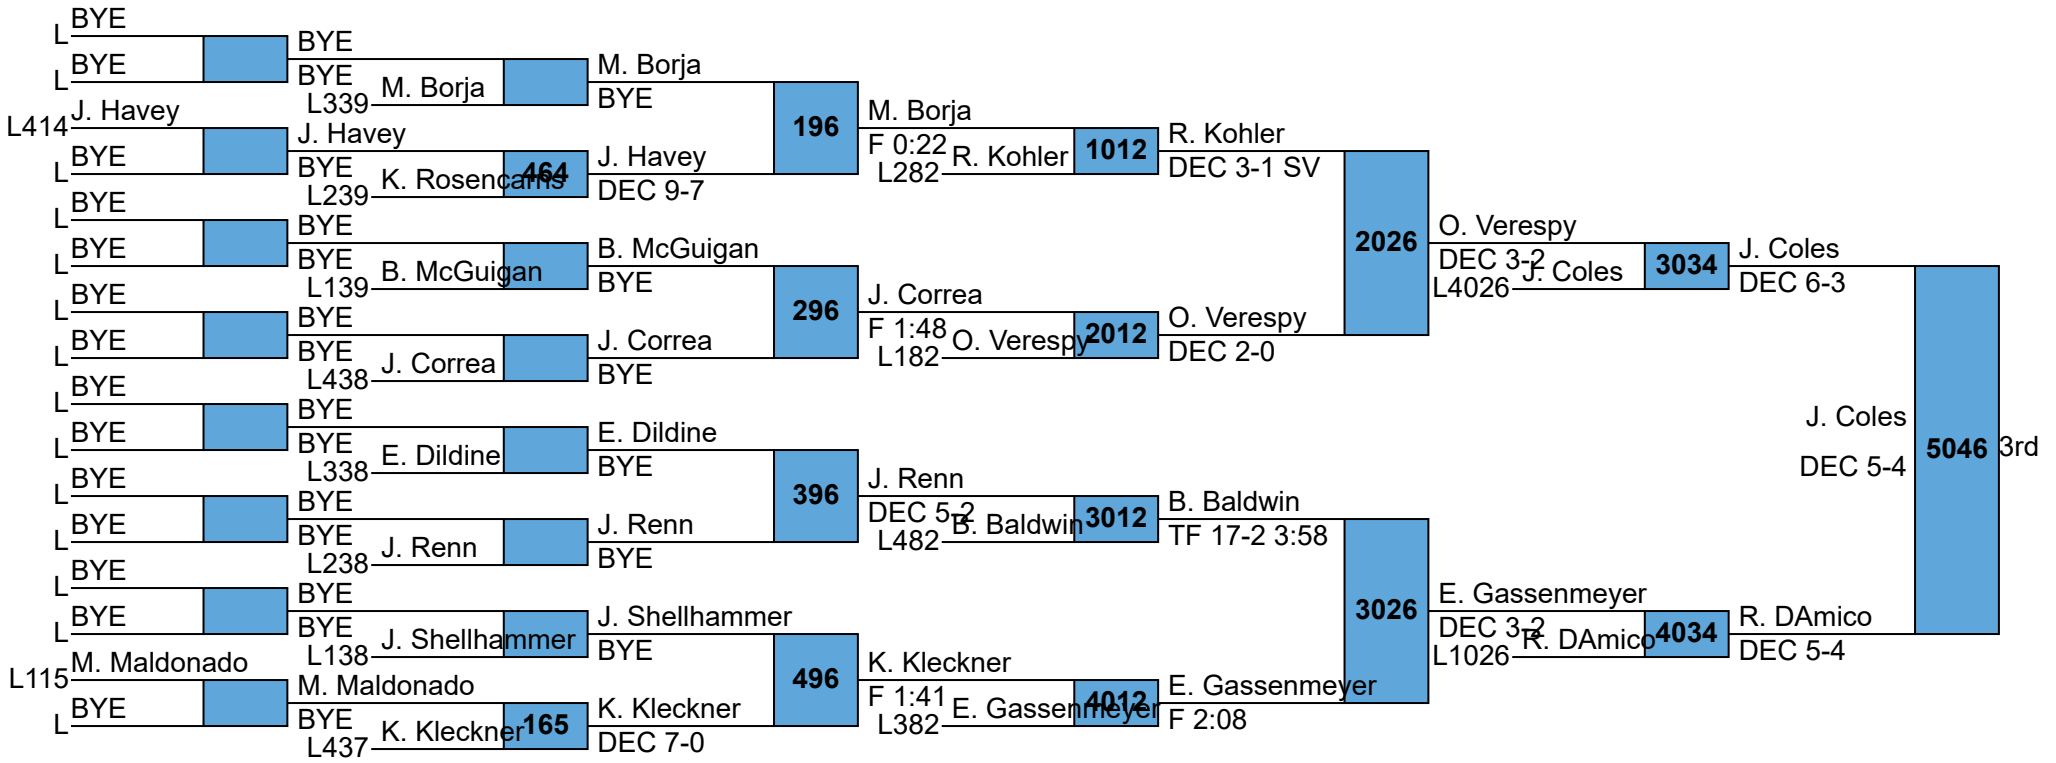 BYE
L
BYE
L
BYE
BYE
L339 M. Borja
M. Borja
BYE
L414 J. Havey
BYE
L
J. Havey
BYE
L239 K. Rosencarns
464
J. Havey
DEC 9-7
196
M. Borja
F 0:22
L282 R. Kohler
1012
R. Kohler
DEC 3-1 SV
BYE
L
BYE
L
BYE
BYE
L139 B. McGuigan
B. McGuigan
BYE
BYE
L
BYE
L
BYE
BYE
L438 J. Correa
J. Correa
BYE
296
J. Correa
F 1:48
L182 O. Verespy
2012
O. Verespy
DEC 2-0
2026
O. Verespy
DEC 3-2
L4026 J. Coles
3034
J. Coles
DEC 6-3
BYE
L
BYE
L
BYE
BYE
L338 E. Dildine
E. Dildine
BYE
BYE
L
BYE
L
BYE
BYE
L238 J. Renn
J. Renn
BYE
396
J. Renn
DEC 5-2
L482 B. Baldwin
3012
B. Baldwin
TF 17-2 3:58
BYE
L
BYE
L
BYE
BYE
L138 J. Shellhammer
J. Shellhammer
BYE
L115 M. Maldonado
BYE
L
M. Maldonado
BYE
L437 K. Kleckner
165
K. Kleckner
DEC 7-0
496
K. Kleckner
F 1:41
L382 E. Gassenmeyer
4012
E. Gassenmeyer
F 2:08
3026
E. Gassenmeyer
DEC 3-2
L1026 R. DAmico
4034
R. DAmico
DEC 5-4
J. Coles
DEC 5-4
5046
3rd